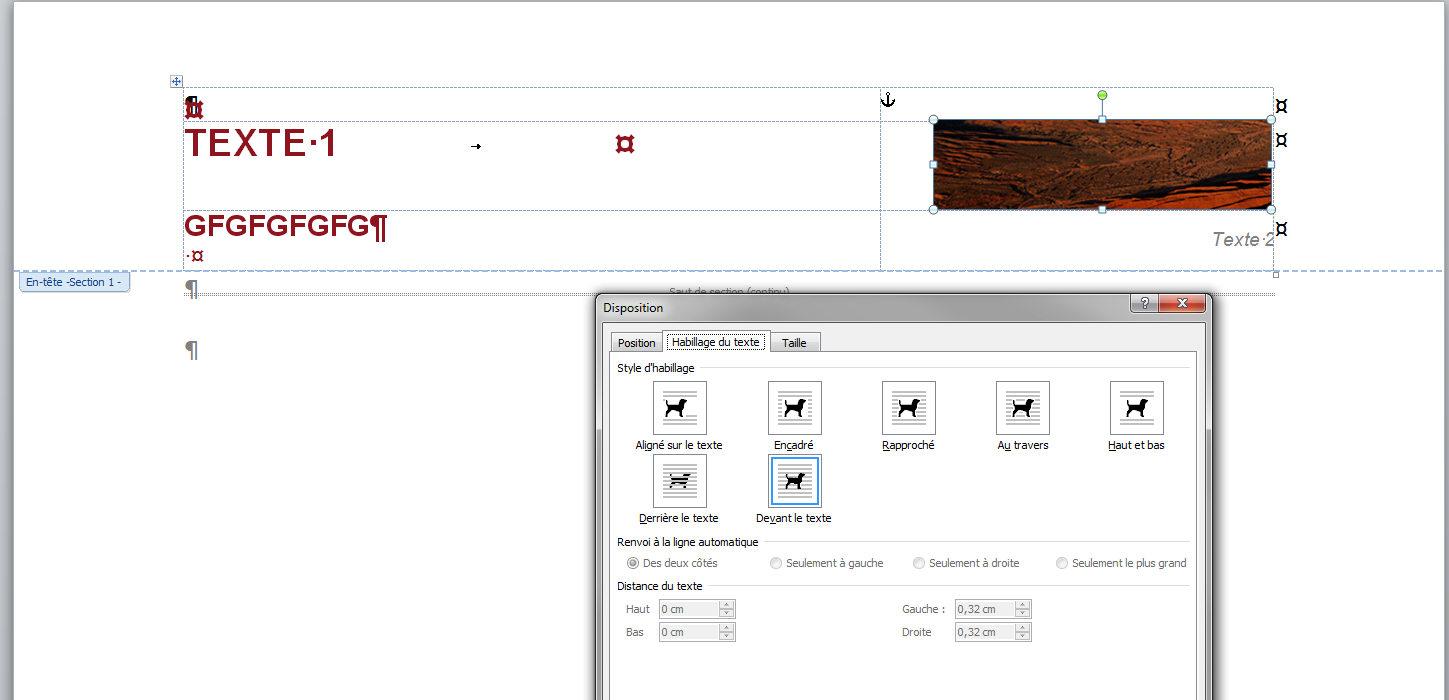 ¶
¤
¤
TEXTE·1 → ¤
¤
GFGFGFGFG¶
·¤
Texte·2
¤
En-tête -Section 1 -
¶
Saut de section (continu)
¶
Disposition
?
Position Habillage du texte Taille
Style d'habillage
Aligné sur le texte Encadré Rapproché Au travers Haut et bas
Derrière le texte Devant le texte
Renvoi à la ligne automatique
Des deux côtés Seulement à gauche Seulement à droite Seulement le plus grand
Distance du texte
Haut 0 cm Gauche : 0,32 cm
Bas 0 cm Droite 0,32 cm